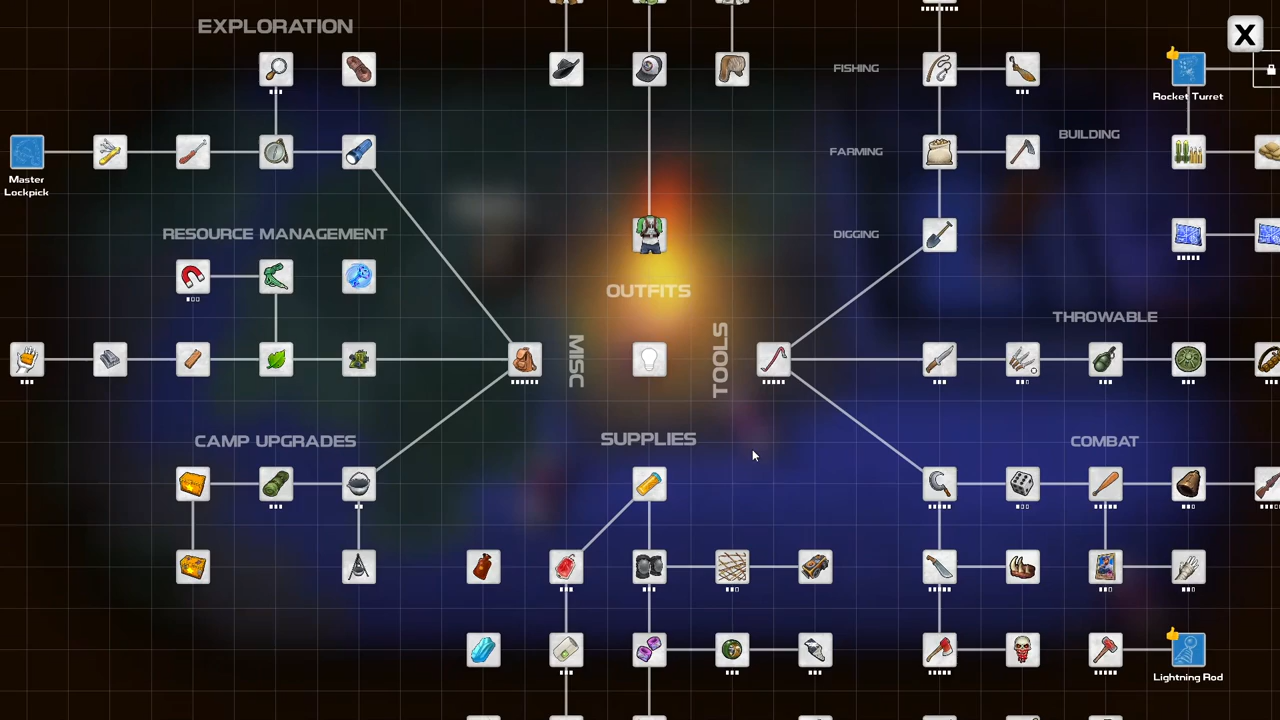 EXPLORATION
X
FISHING
Rocket Turret
BUILDING
FARMING
Master
Lockpick
RESOURCE MANAGEMENT
DIGGING
OUTFITS
THROWABLE
MISC
TOOLS
CAMP UPGRADES
SUPPLIES
COMBAT
Lightning Rod